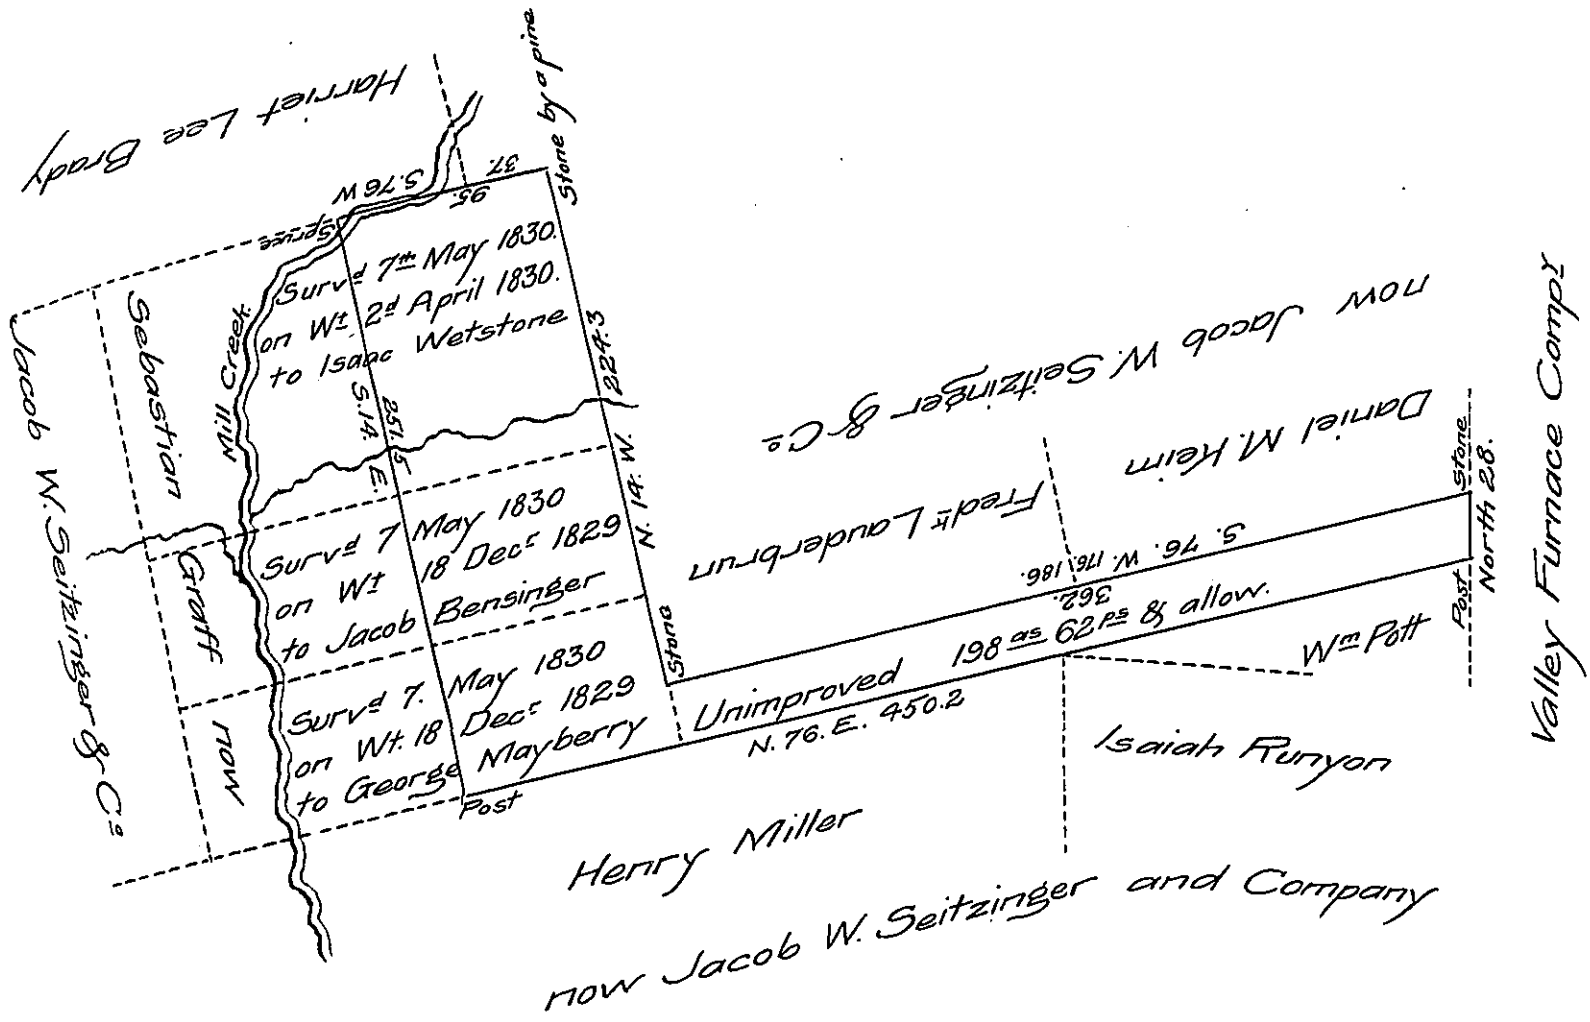 Harriet Lee Brady
Stone by a pine
37.
S. 76 W
95.
Spruce
Survᵈ 7ᵗʰ May 1830.
on Wᵗ 2ᵈ April 1830.
to Isaac Wetstone
Mill Creek
Sebastian
Graff
now
Jacob W. Seitzinger & Cº
251.5
S. 14. E.
224.3
N. 14. W.
Survᵈ 7 May 1830
on Wᵗ 18 Decʳ 1829
to Jacob Bensinger
Survᵈ 7. May 1830
on Wt. 18 Decʳ 1829
to George Mayberry
Post
Stone
now Jacob W. Seitzinger & Cº
Daniel M. Keim
Fredᵏ Lauderbrun
S. 76. W. 176.
186.
362.
Unimproved 198 ᵃˢ 62 ᵖˢ & allow.
N. 76. E. 450.2
Stone
North 28.
Post
Valley Furnace Compʸ
Wᵐ Pott
Isaiah Runyon
Henry Miller
now Jacob W. Seitzinger and Company